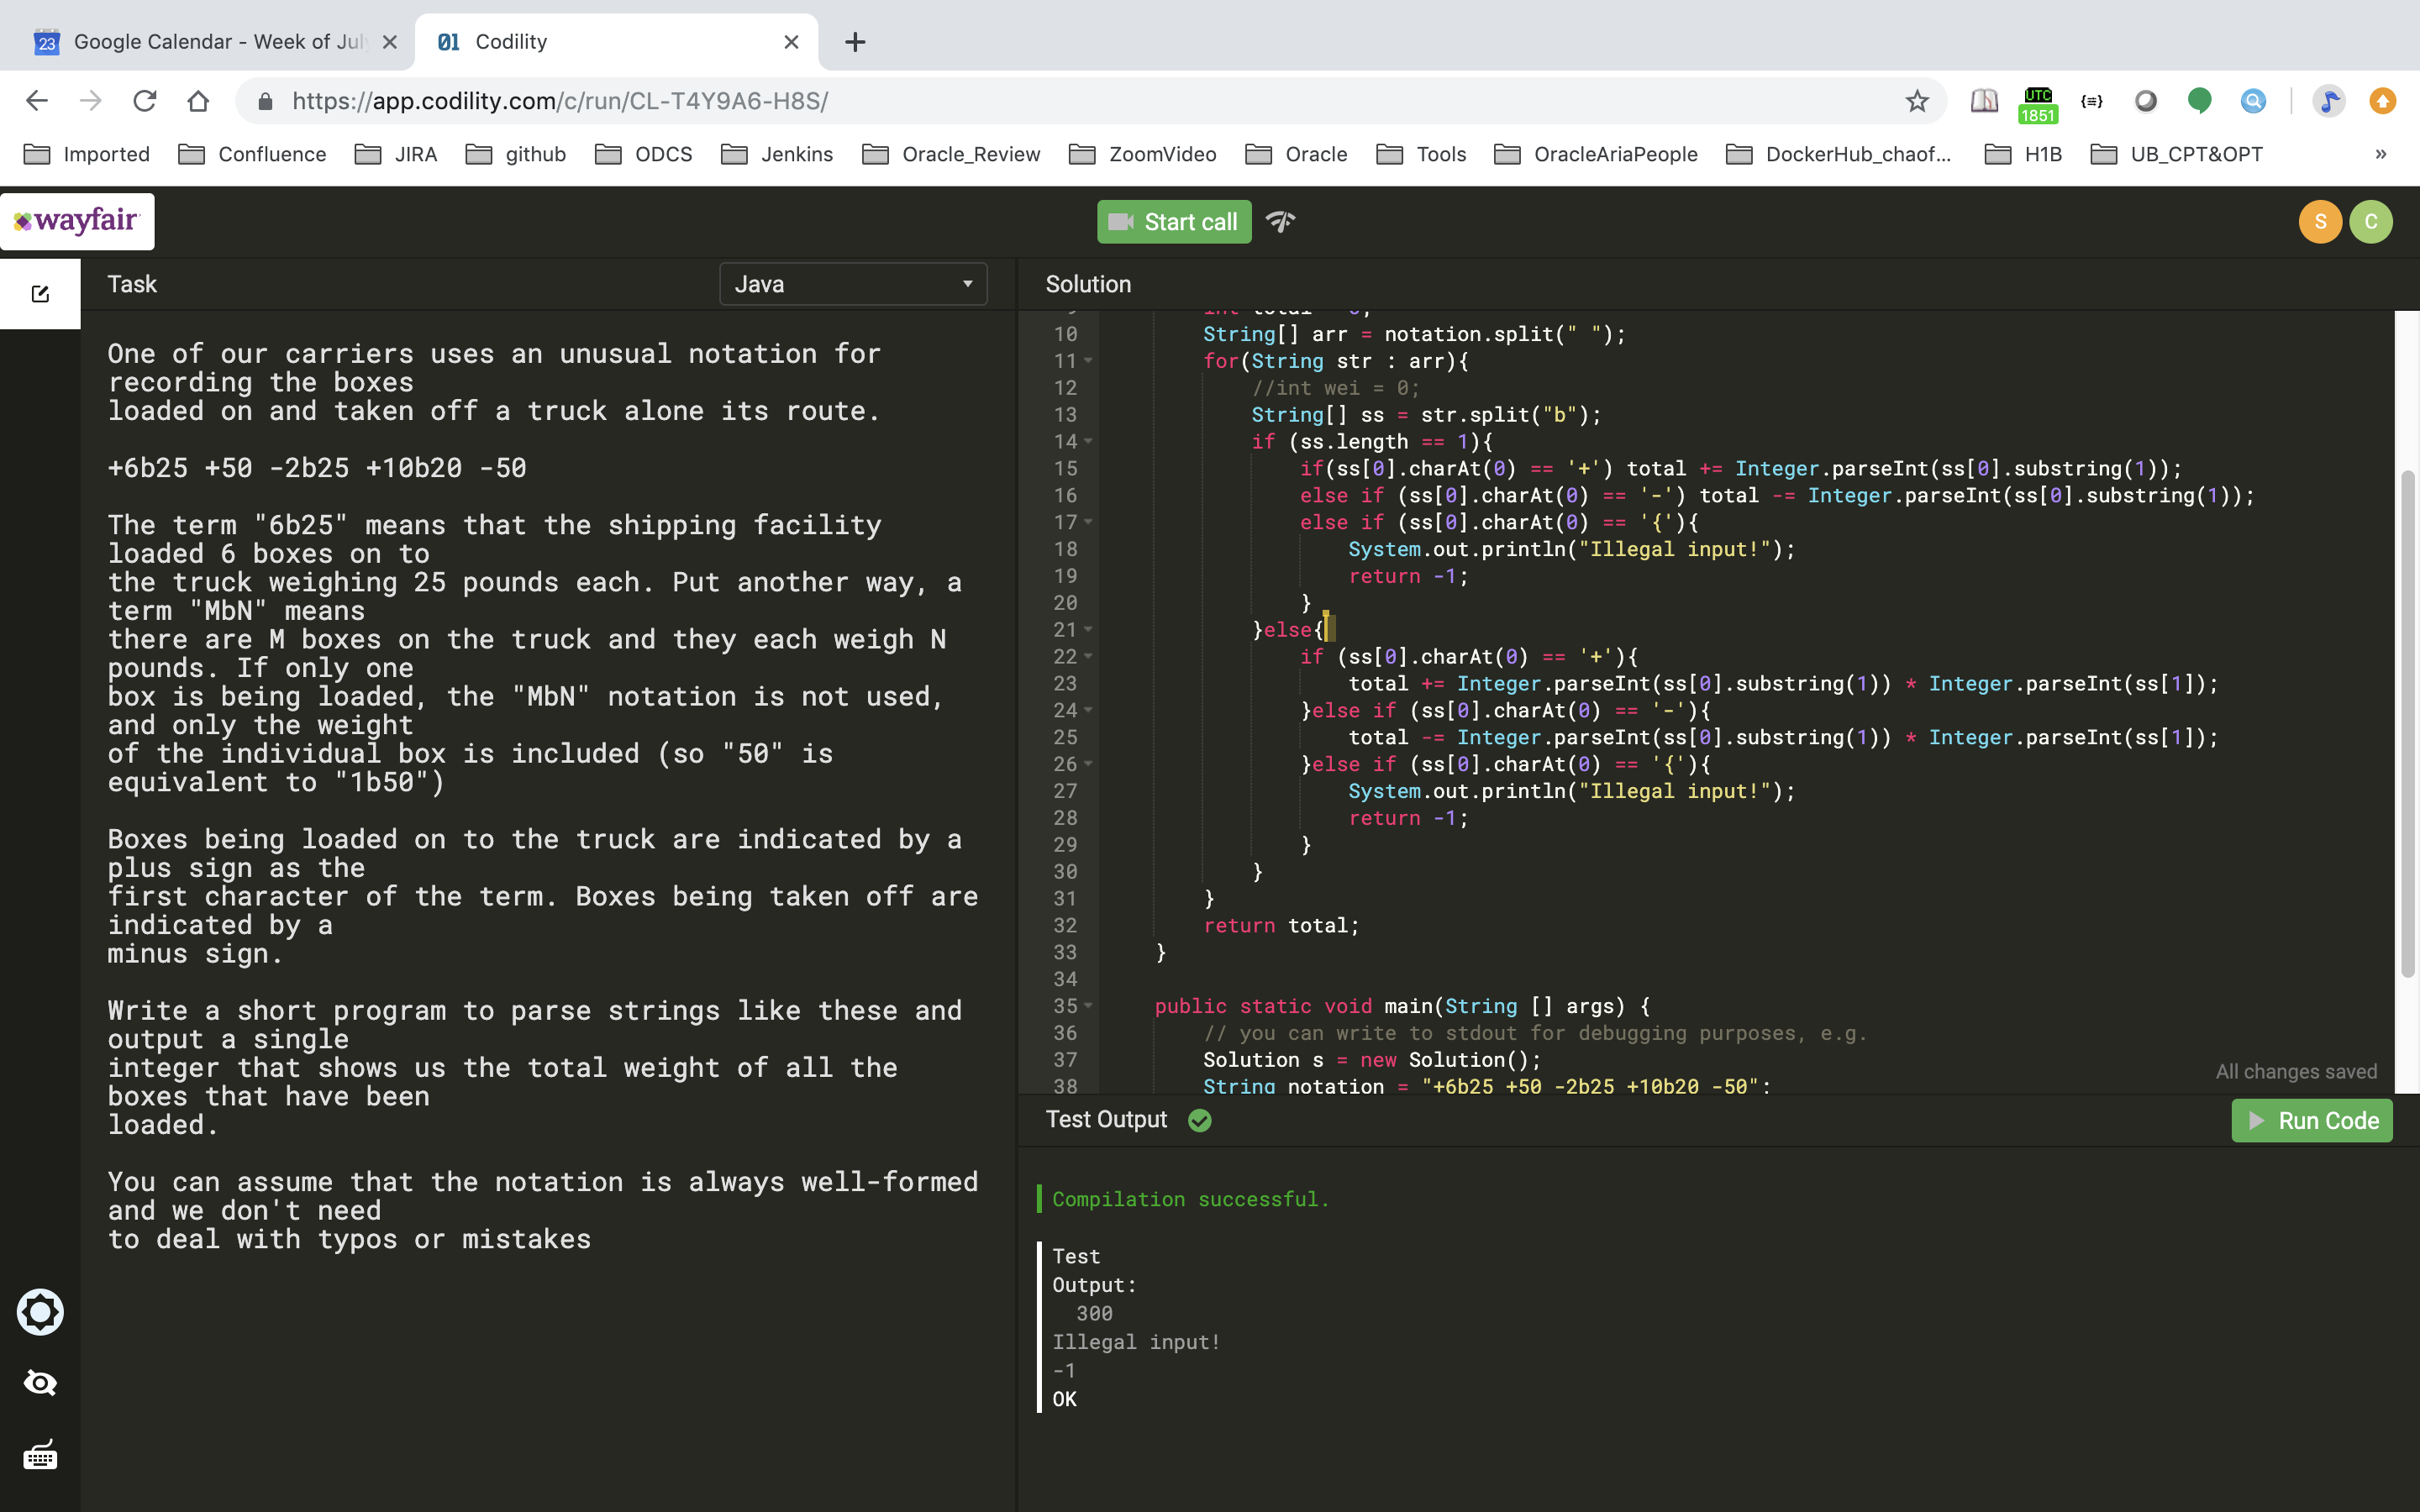 Google Calendar - Week of Jul
Codility
https://app.codility.com/c/run/CL-T4Y9A6-H8S/
UTC
1851
Imported
Confluence
JIRA
github
ODCS
Jenkins
Oracle_Review
ZoomVideo
Oracle
Tools
OracleAriaPeople
DockerHub_chaof...
H1B
UB_CPT&OPT
»
wayfair
Start call
S
C
Task
Java
Solution
One of our carriers uses an unusual notation for
recording the boxes
loaded on and taken off a truck alone its route.
+6b25 +50 -2b25 +10b20 -50
The term "6b25" means that the shipping facility
loaded 6 boxes on to
the truck weighing 25 pounds each. Put another way, a
term "MbN" means
there are M boxes on the truck and they each weigh N
pounds. If only one
box is being loaded, the "MbN" notation is not used,
and only the weight
of the individual box is included (so "50" is
equivalent to "1b50")
Boxes being loaded on to the truck are indicated by a
plus sign as the
first character of the term. Boxes being taken off are
indicated by a
minus sign.
Write a short program to parse strings like these and
output a single
integer that shows us the total weight of all the
boxes that have been
loaded.
You can assume that the notation is always well-formed
and we don't need
to deal with typos or mistakes
10 String[] arr = notation.split(" ");
11 for(String str : arr){
12 //int wei = 0;
13 String[] ss = str.split("b");
14 if (ss.length == 1){
15 if(ss[0].charAt(0) == '+') total += Integer.parseInt(ss[0].substring(1));
16 else if (ss[0].charAt(0) == '-') total -= Integer.parseInt(ss[0].substring(1));
17 else if (ss[0].charAt(0) == '{'){
18 System.out.println("Illegal input!");
19 return -1;
20 }
21 }else{
22 if (ss[0].charAt(0) == '+'){
23 total += Integer.parseInt(ss[0].substring(1)) * Integer.parseInt(ss[1]);
24 }else if (ss[0].charAt(0) == '-'){
25 total -= Integer.parseInt(ss[0].substring(1)) * Integer.parseInt(ss[1]);
26 }else if (ss[0].charAt(0) == '{'){
27 System.out.println("Illegal input!");
28 return -1;
29 }
30 }
31 }
32 return total;
33 }
34
35 public static void main(String [] args) {
36 // you can write to stdout for debugging purposes, e.g.
37 Solution s = new Solution();
38 String notation = "+6b25 +50 -2b25 +10b20 -50";
All changes saved
Test Output
Run Code
Compilation successful.
Test
Output:
300
Illegal input!
-1
OK